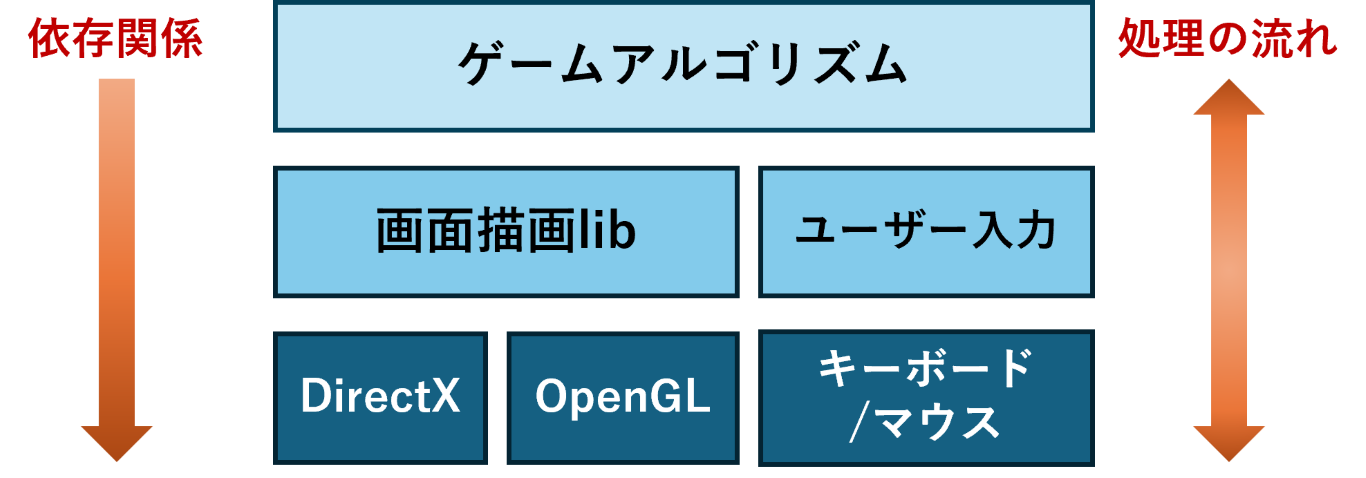 依存関係
処理の流れ
ゲームアルゴリズム
画面描画lib
ユーザー入力
DirectX
OpenGL
キーボード
/マウス